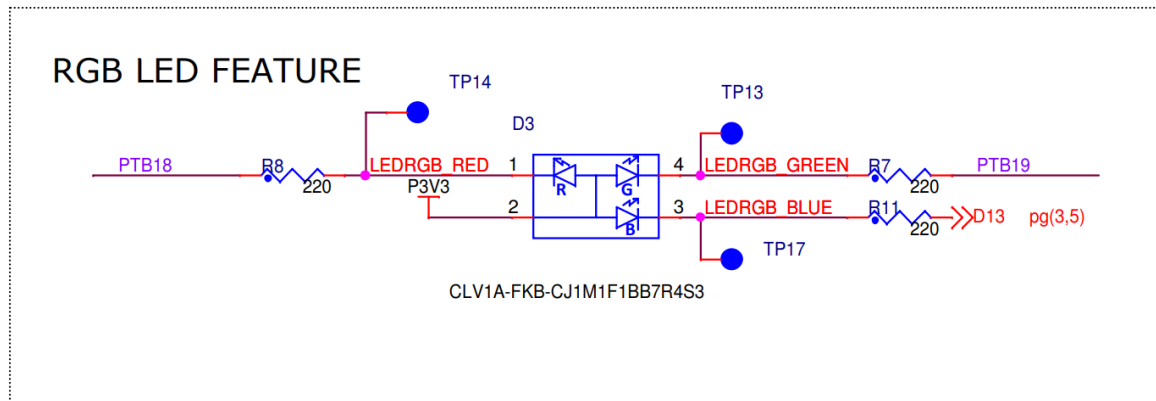 RGB LED FEATURE
TP14
TP13
D3
PTB18
R8
220
LEDRGB_RED
1
R
G
4
LEDRGB_GREEN
R7
220
PTB19
P3V3
2
B
3
LEDRGB_BLUE
R11
220
D13
pg(3,5)
TP17
CLV1A-FKB-CJ1M1F1BB7R4S3